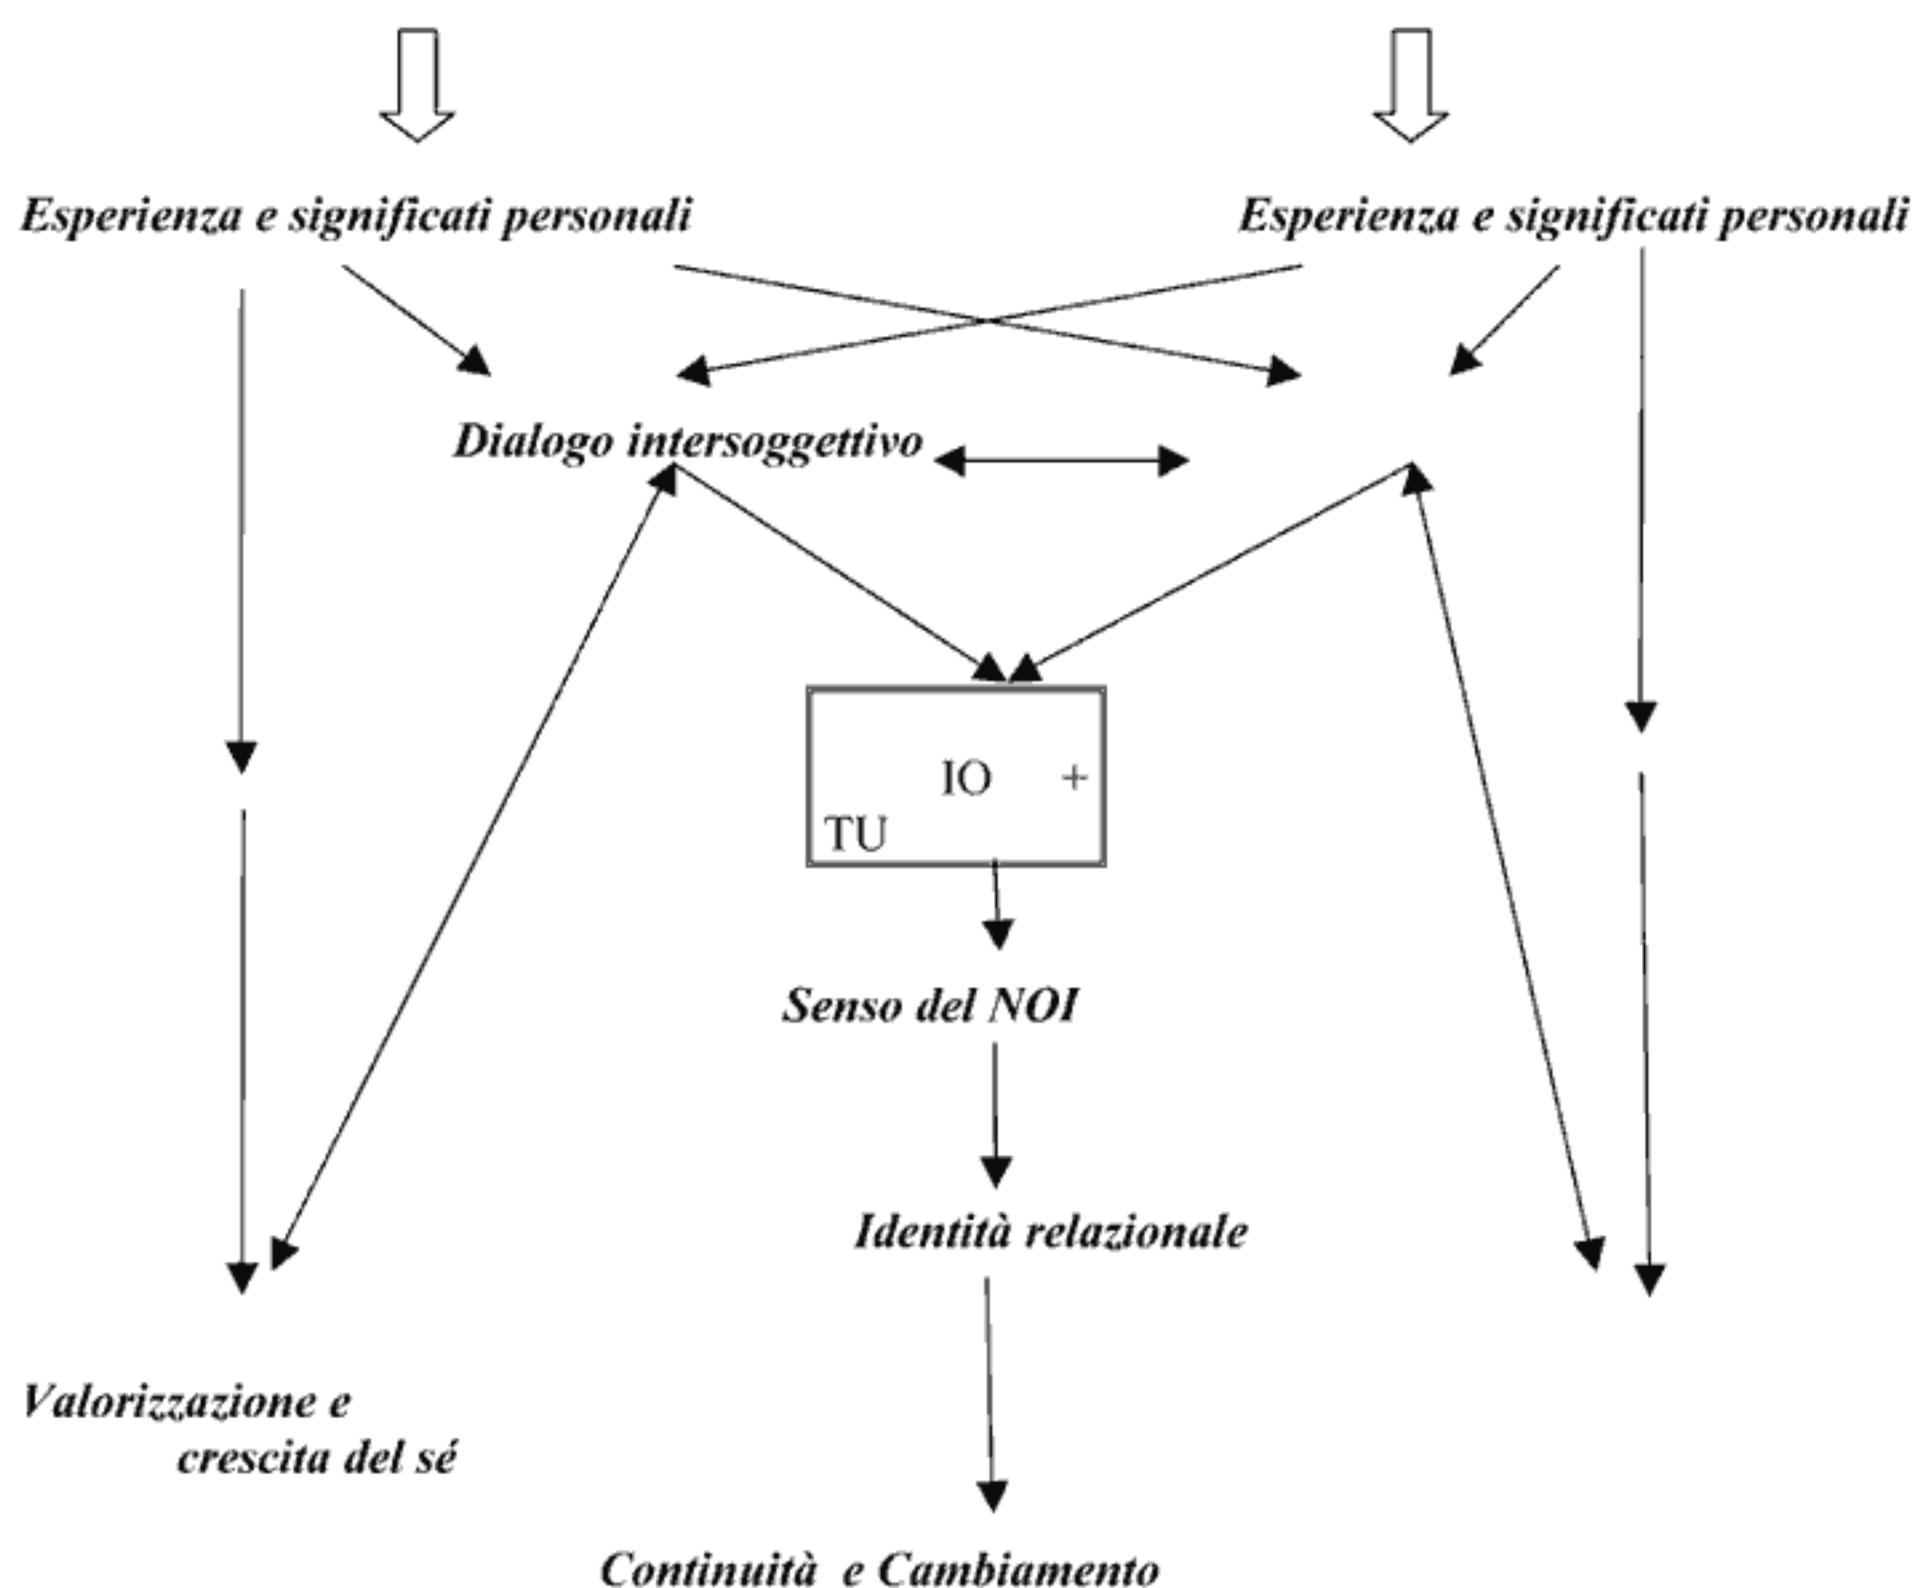 Esperienza e significati personali
Esperienza e significati personali
Dialogo intersoggettivo
IO +
TU
Senso del NOI
Identità relazionale
Valorizzazione e
crescita del sé
Continuità e Cambiamento